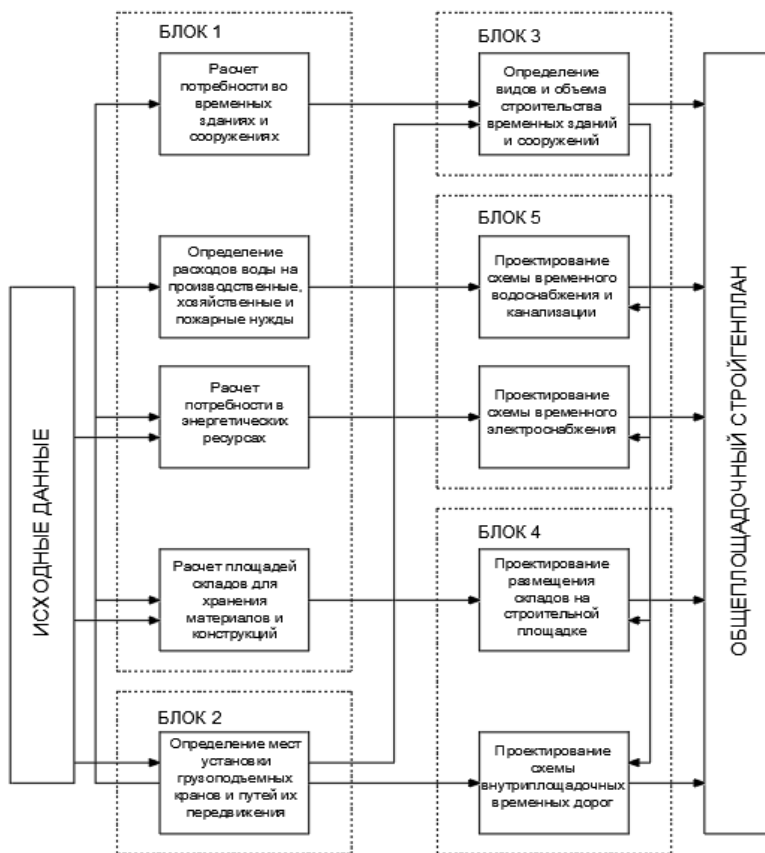 ИСХОДНЫЕ ДАННЫЕ
БЛОК 1
Расчет
потребности во
временных
зданиях и
сооружениях
Определение
расходов воды на
производственные,
хозяйственные и
пожарные нужды
Расчет
потребности в
энергетических
ресурсах
Расчет площадей
складов для
хранения
материалов и
конструкций
БЛОК 2
Определение мест
установки
грузоподъемных
кранов и путей их
передвижения
БЛОК 3
Определение
видов и объема
строительства
временных зданий
и сооружений
БЛОК 5
Проектирование
схемы временного
водоснабжения и
канализации
Проектирование
схемы временного
электроснабжения
БЛОК 4
Проектирование
размещения
складов на
строительной
площадке
Проектирование
схемы
внутриплощадочных
временных дорог
ОБЩЕПЛОЩАДОЧНЫЙ СТРОЙГЕНПЛАН